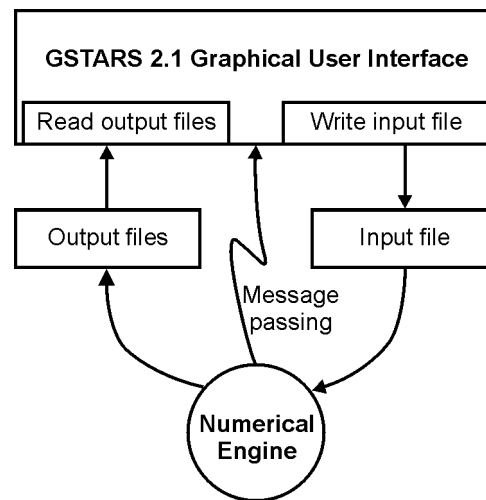 GSTARS 2.1 Graphical User Interface
Read output files
Write input file
Output files
Input file
Message
passing
Numerical
Engine